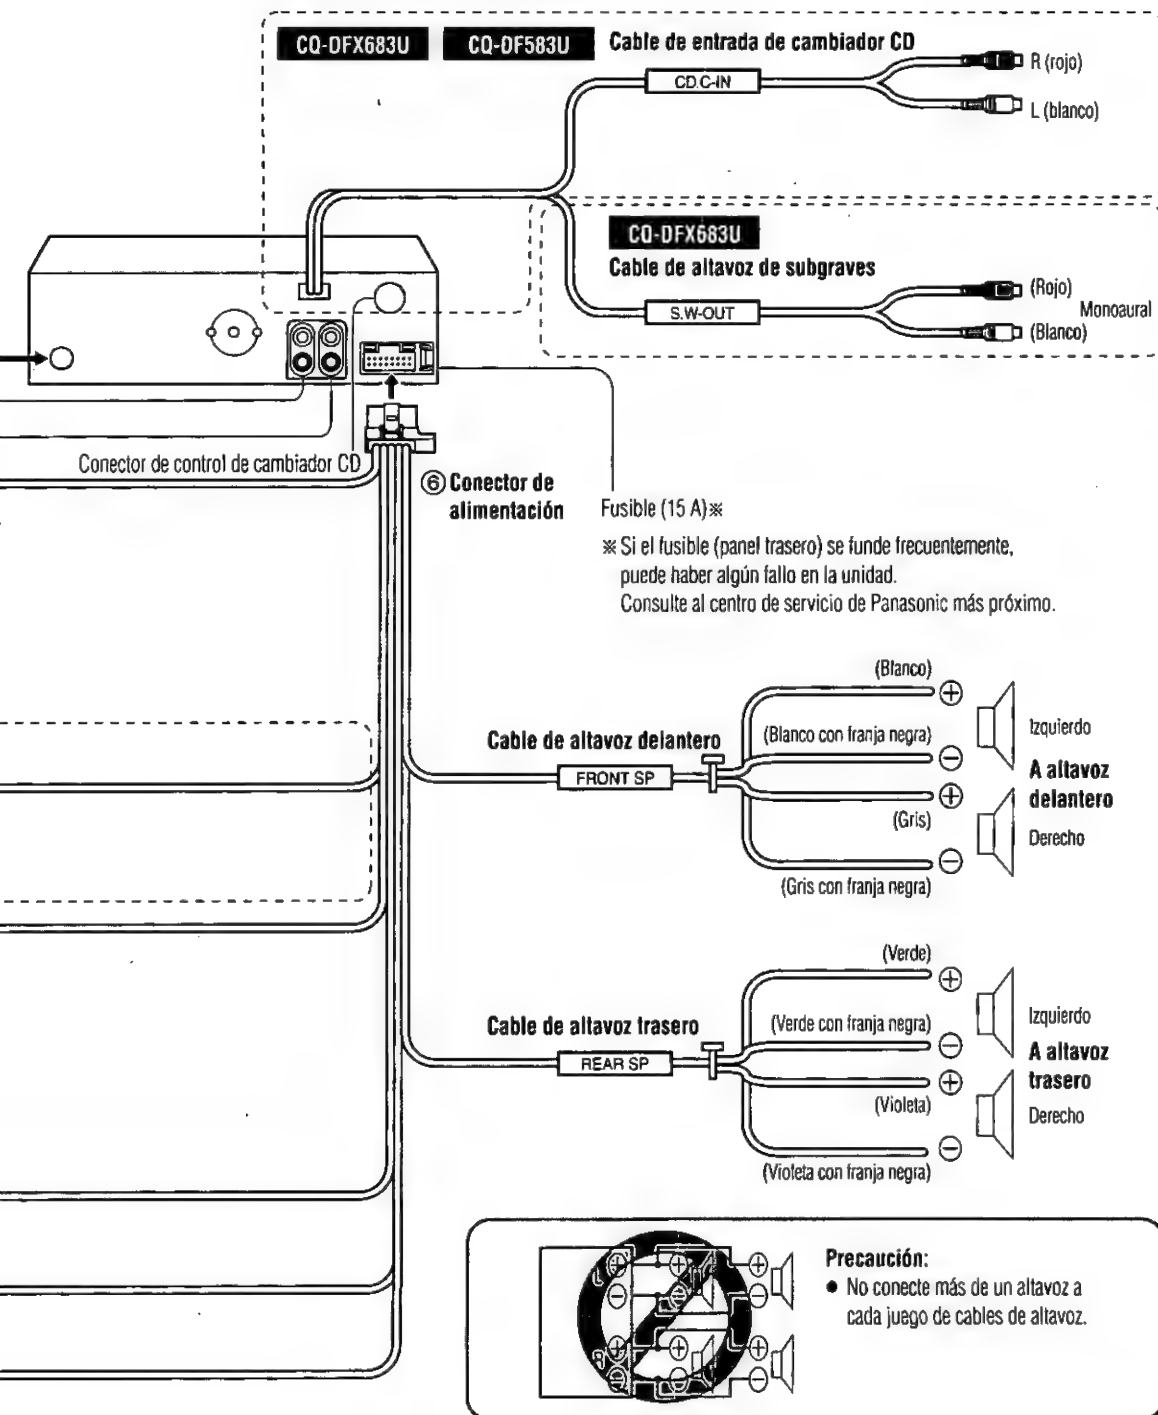 CQ-DFX683U
CQ-DF583U
Cable de entrada de cambiador CD
CD.C-IN
R (rojo)
L (blanco)
CQ-DFX683U
Cable de altavoz de subgraves
S.W-OUT
(Rojo)
Monoaural
(Blanco)
Conector de control de cambiador CD
⑥ Conector de
alimentación
Fusible (15 A)※
※ Si el fusible (panel trasero) se funde frecuentemente,
puede haber algún fallo en la unidad.
Consulte al centro de servicio de Panasonic más próximo.
Cable de altavoz delantero
FRONT SP
(Blanco)
(Blanco con franja negra)
(Gris)
(Gris con franja negra)
⊕
⊖
⊕
⊖
Izquierdo
A altavoz
delantero
Derecho
Cable de altavoz trasero
REAR SP
(Verde)
(Verde con franja negra)
(Violeta)
(Violeta con franja negra)
⊕
⊖
⊕
⊖
Izquierdo
A altavoz
trasero
Derecho
L
⊕ ⊕ ⊕
⊖ ⊖ ⊖
R
⊕ ⊕ ⊕
⊖ ⊖ ⊖
Precaución:
● No conecte más de un altavoz a
cada juego de cables de altavoz.